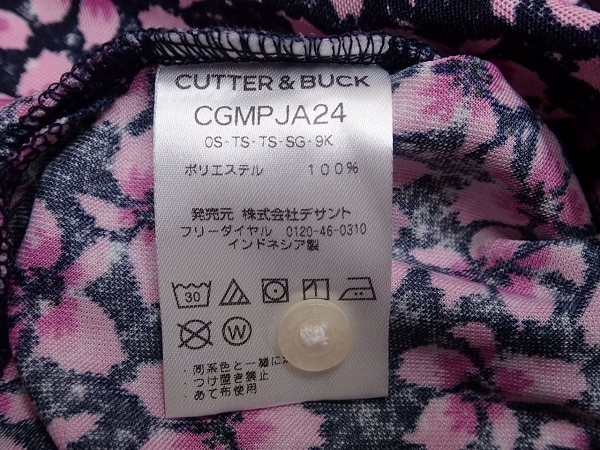 CUTTER & BUCK
CGMPJA24
OS-TS-TS-SG-9K
ポリエステル 100%
発売元 株式会社デサント
フリーダイヤル 0120-46-0310
インドネシア製
30
W
・同系色と一緒に
・つけ置き禁止
・あて布使用